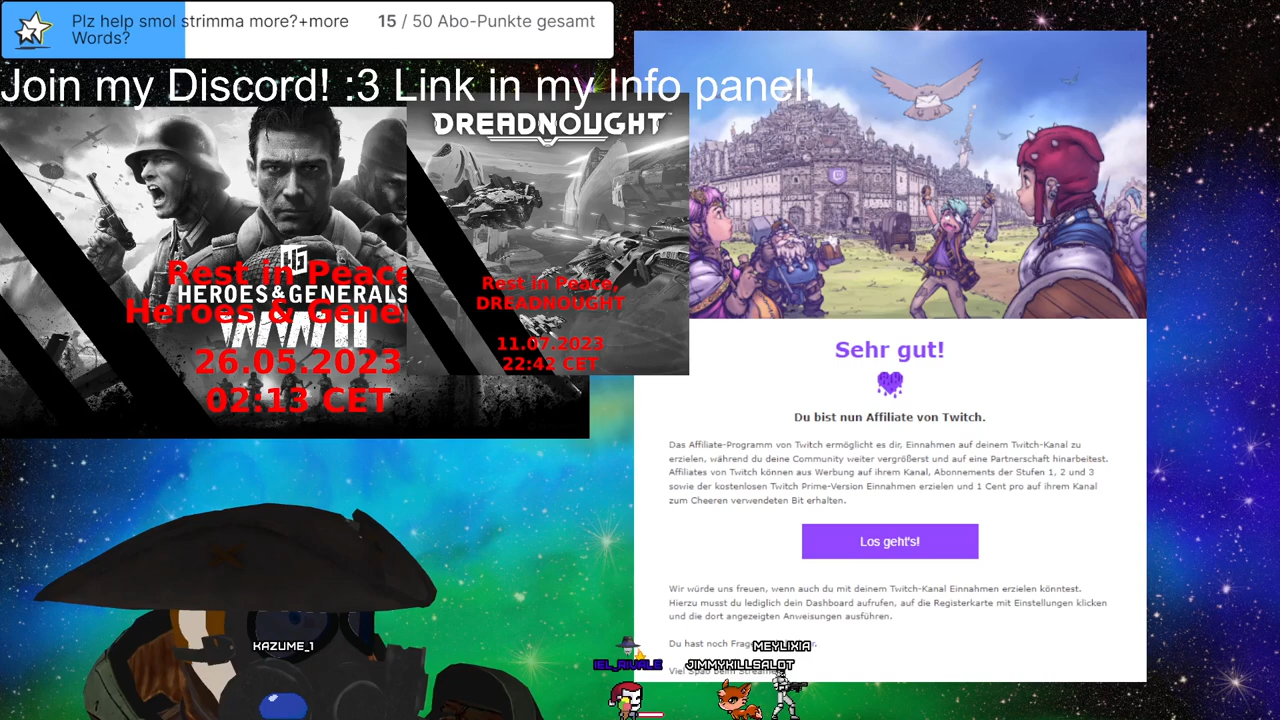 Plz help smol strimma more?+more
Words?
15 / 50 Abo-Punkte gesamt
Join my Discord! :3 Link in my Info panel!
DREADNOUGHT
Rest in Peace
HEROES & GENERALS
Heroes & Gene
WWII
26.05.2023
02:13 CET
Rest in Peace,
DREADNOUGHT
11.07.2023
22:42 CET
Sehr gut!
Du bist nun Affiliate von Twitch.
Das Affiliate-Programm von Twitch ermöglicht es dir, Einnahmen auf deinem Twitch-Kanal zu
erzielen, während du deine Community weiter vergrößerst und auf eine Partnerschaft hinarbeitest.
Affiliates von Twitch können aus Werbung auf ihrem Kanal, Abonnements der Stufen 1, 2 und 3
sowie der kostenlosen Twitch Prime-Version Einnahmen erzielen und 1 Cent pro auf ihrem Kanal
zum Cheeren verwendeten Bit erhalten.
Los geht's!
Wir würde uns freuen, wenn auch du mit deinem Twitch-Kanal Einnahmen erzielen könntest.
Hierzu musst du lediglich dein Dashboard aufrufen, auf die Registerkarte mit Einstellungen klicken
und die dort angezeigten Anweisungen ausführen.
Du hast noch Frage
MEYLIXIA
KAZUME_1
JIMMYKILLSALOT
Viel Spaß beim Streame